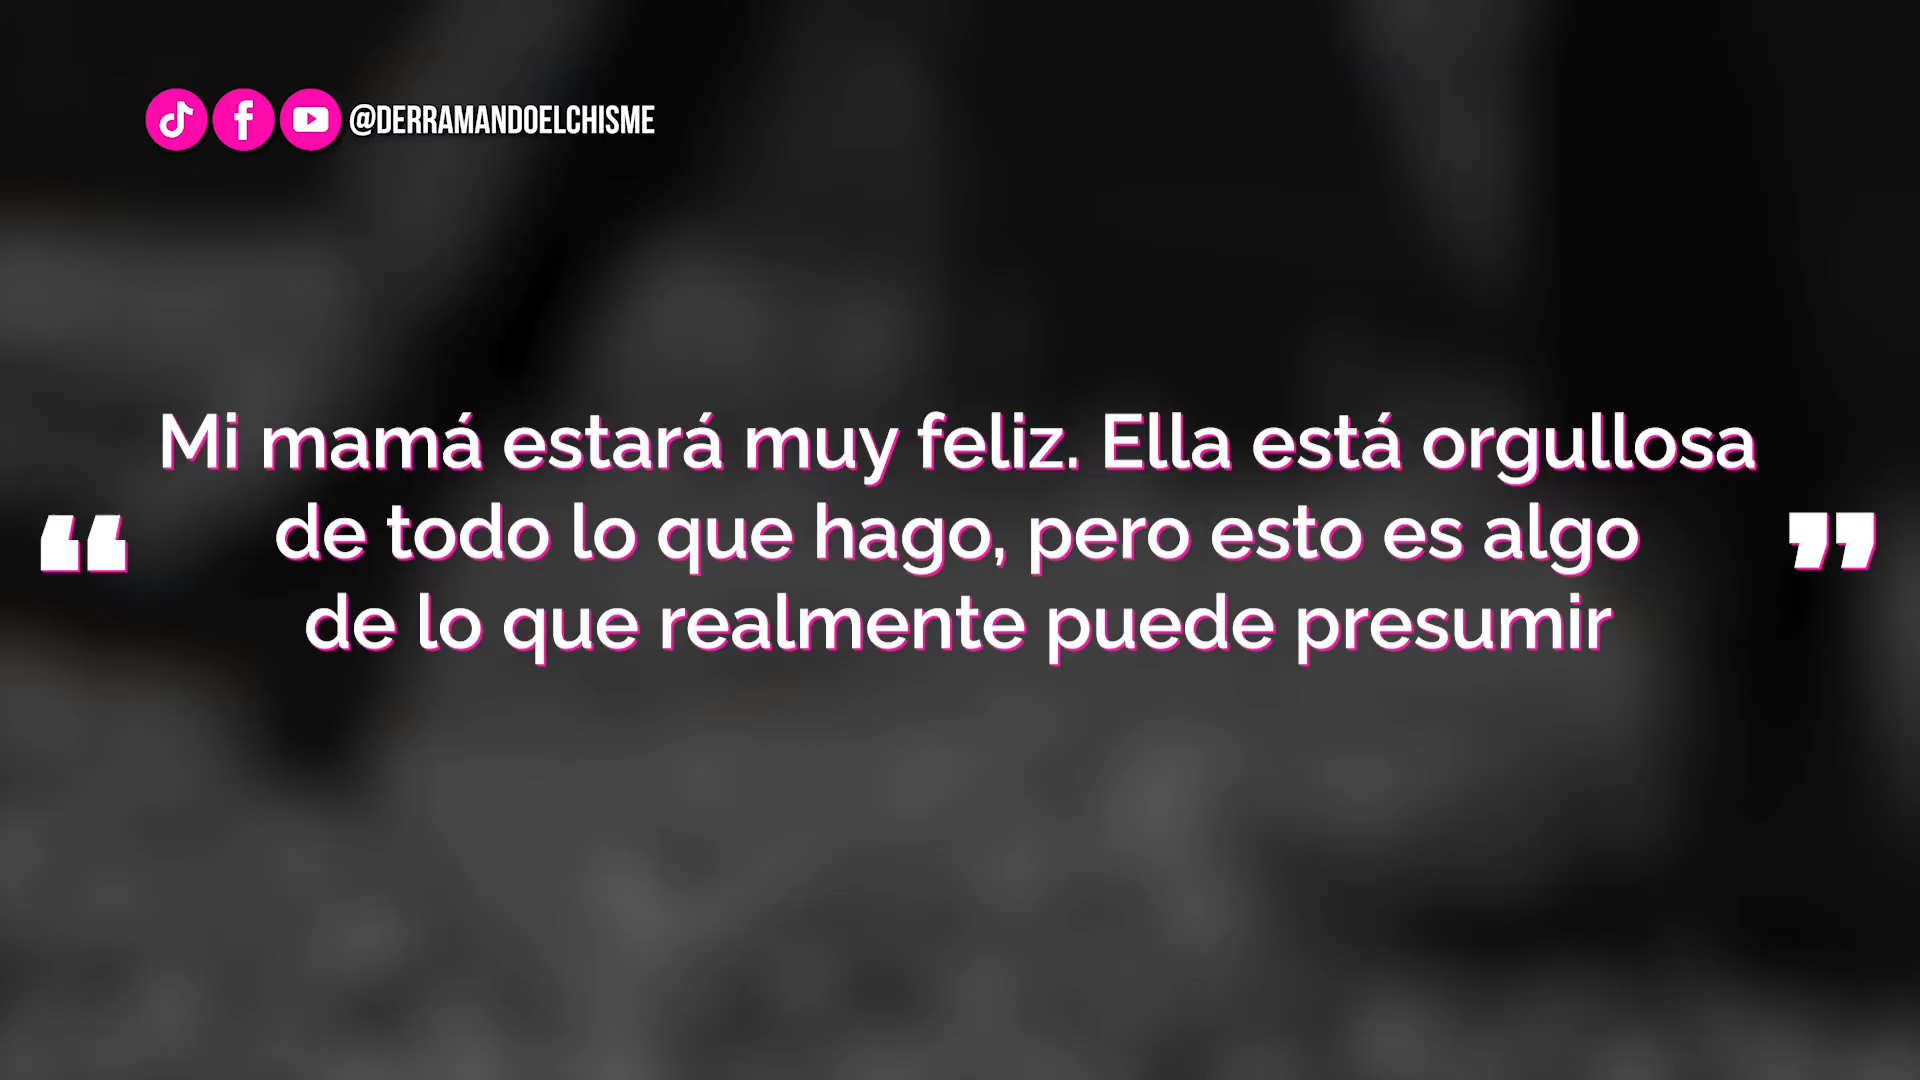 @DERRAMANDOELCHISME
Mi mamá estará muy feliz. Ella está orgullosa
“ de todo lo que hago, pero esto es algo ”
de lo que realmente puede presumir